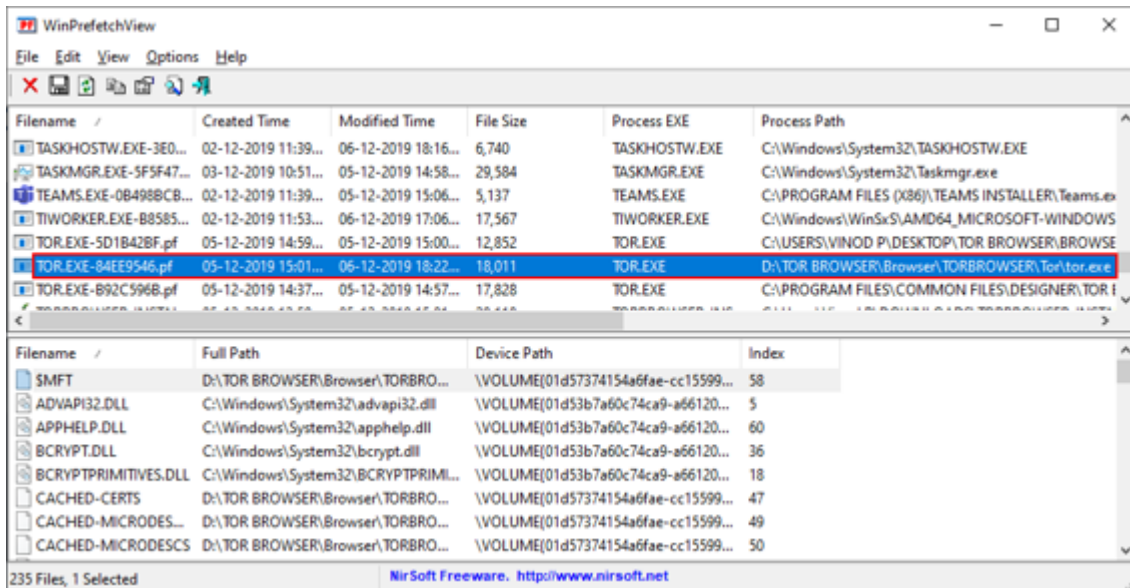 WinPrefetchView
File Edit View Options Help
Filename / Created Time Modified Time File Size Process EXE Process Path
TASKHOSTW.EXE-3E0... 02-12-2019 11:39... 06-12-2019 18:16... 6,740 TASKHOSTW.EXE C:\Windows\System32\TASKHOSTW.EXE
TASKMGR.EXE-5F5F47... 03-12-2019 10:51... 05-12-2019 14:58... 29,584 TASKMGR.EXE C:\Windows\System32\Taskmgr.exe
TEAMS.EXE-0B498BCB... 02-12-2019 11:39... 05-12-2019 15:06... 5,137 TEAMS.EXE C:\PROGRAM FILES (X86)\TEAMS INSTALLER\Teams.ex
TIWORKER.EXE-B8585... 02-12-2019 11:53... 06-12-2019 17:06... 17,567 TIWORKER.EXE C:\Windows\WinSxS\AMD64_MICROSOFT-WINDOWS
TOR.EXE-5D1B42BF.pf 05-12-2019 14:59... 05-12-2019 15:00... 12,852 TOR.EXE C:\USERS\VINOD P\DESKTOP\TOR BROWSER\BROWSE
TOR.EXE-84EE9546.pf 05-12-2019 15:01... 06-12-2019 18:22... 18,011 TOR.EXE D:\TOR BROWSER\Browser\TORBROWSER\Tor\tor.exe
TOR.EXE-B92C596B.pf 05-12-2019 14:37... 05-12-2019 14:57... 17,828 TOR.EXE C:\PROGRAM FILES\COMMON FILES\DESIGNER\TOR
Filename / Full Path Device Path Index
$MFT D:\TOR BROWSER\Browser\TORBRO... \VOLUME{01d57374154a6fae-cc15599... 58
ADVAPI32.DLL C:\Windows\System32\advapi32.dll \VOLUME{01d53b7a60c74ca9-a66120... 5
APPHELP.DLL C:\Windows\System32\apphelp.dll \VOLUME{01d53b7a60c74ca9-a66120... 60
BCRYPT.DLL C:\Windows\System32\bcrypt.dll \VOLUME{01d53b7a60c74ca9-a66120... 36
BCRYPTPRIMITIVES.DLL C:\Windows\System32\BCRYPTPRIMI... \VOLUME{01d53b7a60c74ca9-a66120... 18
CACHED-CERTS D:\TOR BROWSER\Browser\TORBRO... \VOLUME{01d57374154a6fae-cc15599... 47
CACHED-MICRODES... D:\TOR BROWSER\Browser\TORBRO... \VOLUME{01d57374154a6fae-cc15599... 49
CACHED-MICRODESCS D:\TOR BROWSER\Browser\TORBRO... \VOLUME{01d57374154a6fae-cc15599... 50
235 Files, 1 Selected NirSoft Freeware. http://www.nirsoft.net